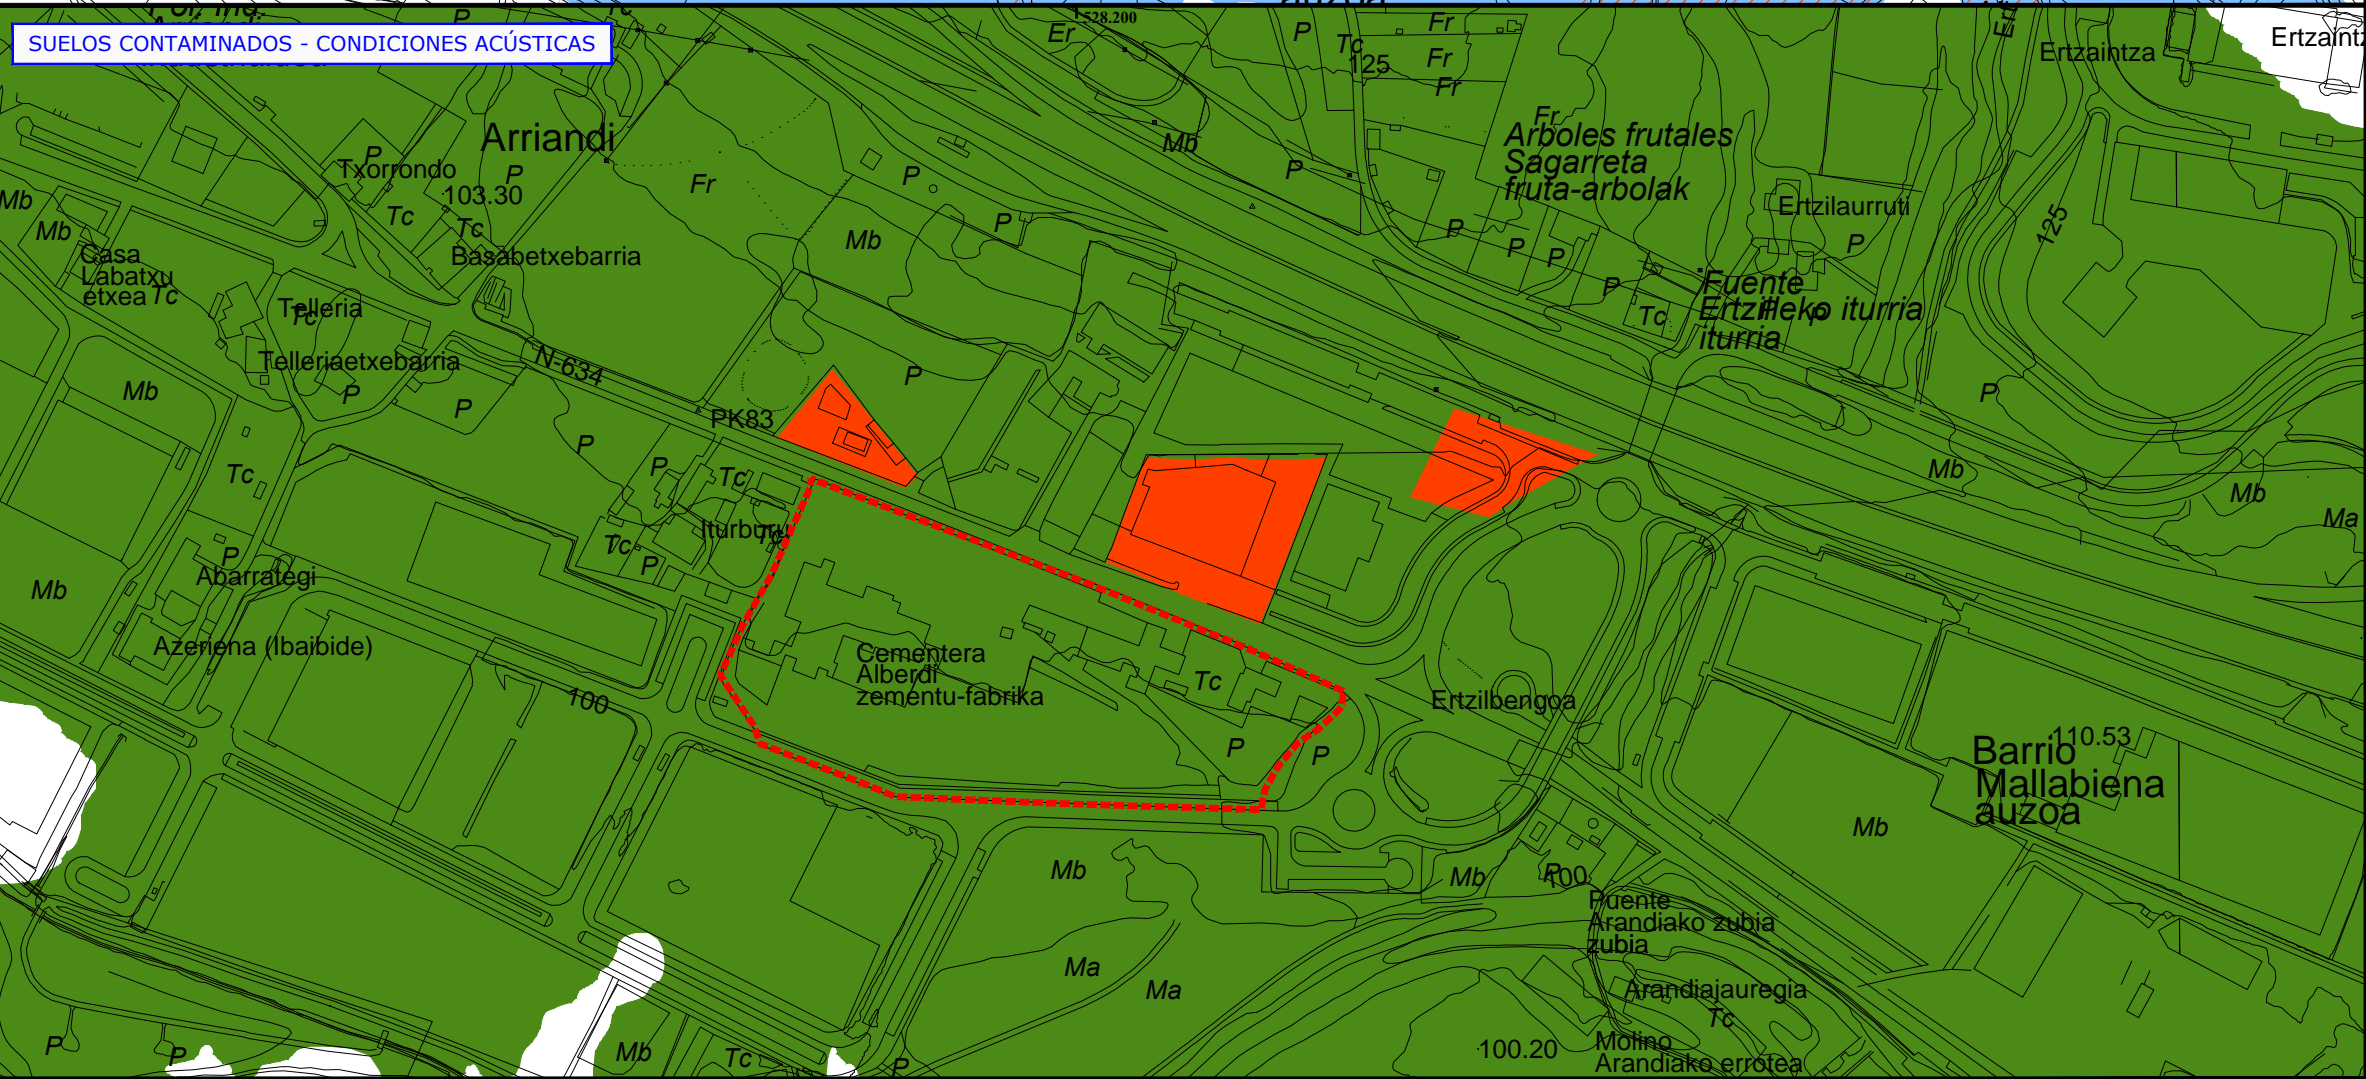 SUELOS CONTAMINADOS - CONDICIONES ACÚSTICAS
P
528.200
Er
P
Tc
125
Fr
Fr
Fr
Fr
Ertzaintza
Arriandi
P
Txorrondo
P
103.30
Tc
Tc
Basabetxebarria
Fr
P
Mb
P
Mb
P
Arboles frutales
Sagarreta
fruta-arbolak
Ertzilaurruti
P
125
Mb
Mb
Casa
Labatxu
etxea Tc
Telleria
Tc
Telleriaetxebarria
P
P
Mb
N-634
PK83
P
P
P
P
P
P
Tc
Fuente
Ertzilleko iturria
iturria
P
P
P
Mb
Mb
Ma
P
P
Tc
Tc
Iturburu
Tc
Tc
P
P
Abarrategi
Mb
Azeriena (Ibaibide)
100
Cementera
Alberdi
zementu-fabrika
Tc
P
P
Ertzilbengoa
110.53
Barrio
Mallabiena
auzoa
Mb
Mb
Mb
P
100
Puente
Arandiako zubia
zubia
Ma
Ma
Arandiajauregia
Tc
100.20
Molino
Arandiako errotea
P
P
Mb
Tc
P